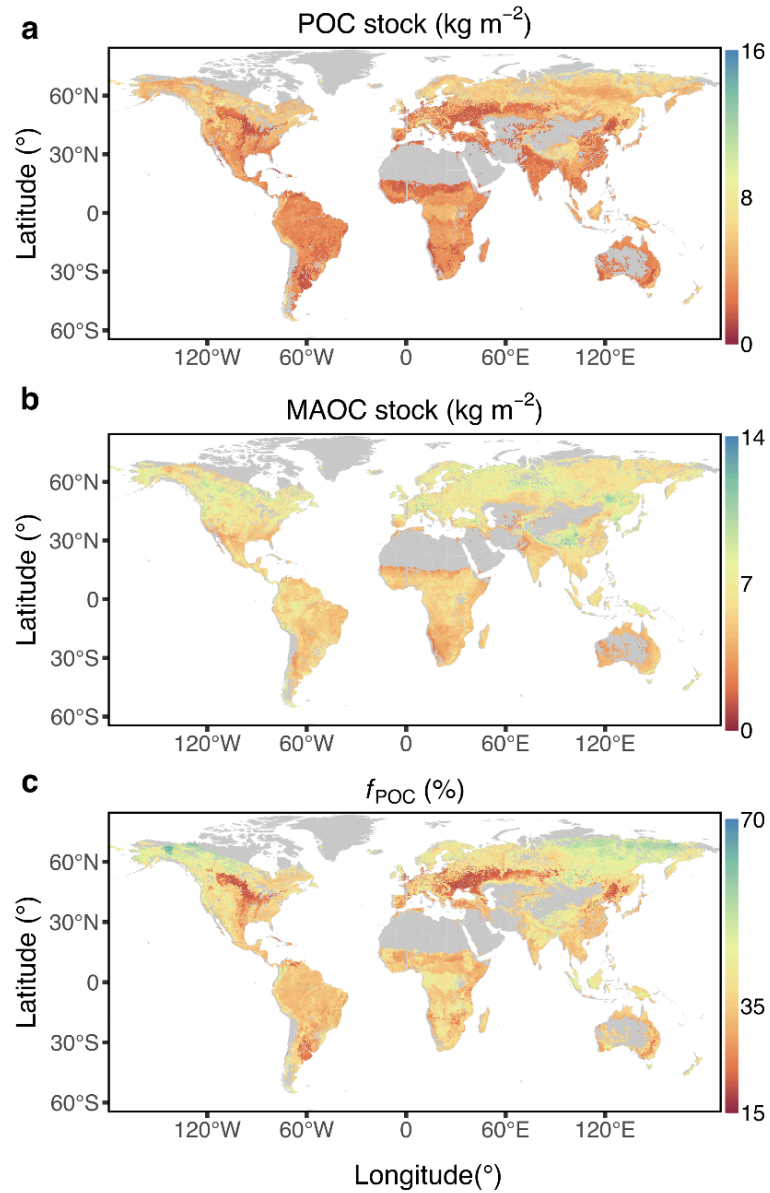 a
POC stock (kg m⁻²)
16
8
0
Latitude (°)
60°N
30°N
0
30°S
60°S
120°W 60°W 0 60°E 120°E
b
MAOC stock (kg m⁻²)
14
7
0
Latitude (°)
60°N
30°N
0
30°S
60°S
120°W 60°W 0 60°E 120°E
c
fPOC (%)
70
35
15
Latitude (°)
60°N
30°N
0
30°S
60°S
120°W 60°W 0 60°E 120°E
Longitude(°)